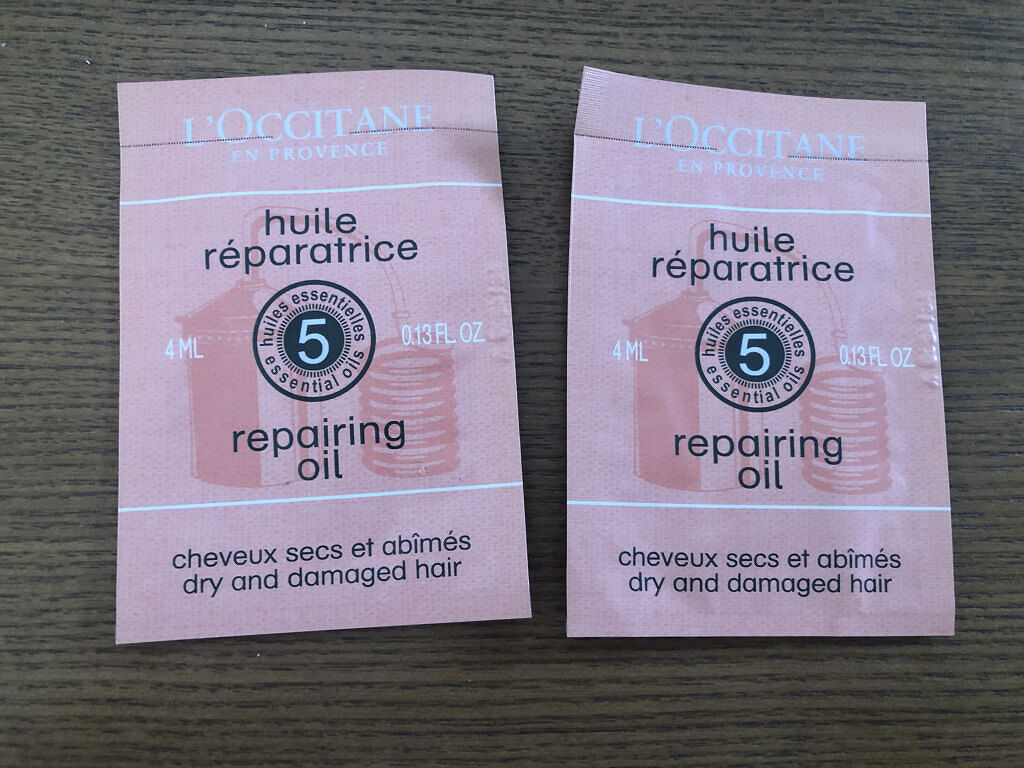 L'OCCITANE
EN PROVENCE
huile
réparatrice
huiles essentielles
5
essential oils
4 ML
0.13 FL OZ
repairing
oil
cheveux secs et abîmés
dry and damaged hair
L'OCCITANE
EN PROVENCE
huile
réparatrice
huiles essentielles
5
essential oils
4 ML
0.13 FL OZ
repairing
oil
cheveux secs et abîmés
dry and damaged hair